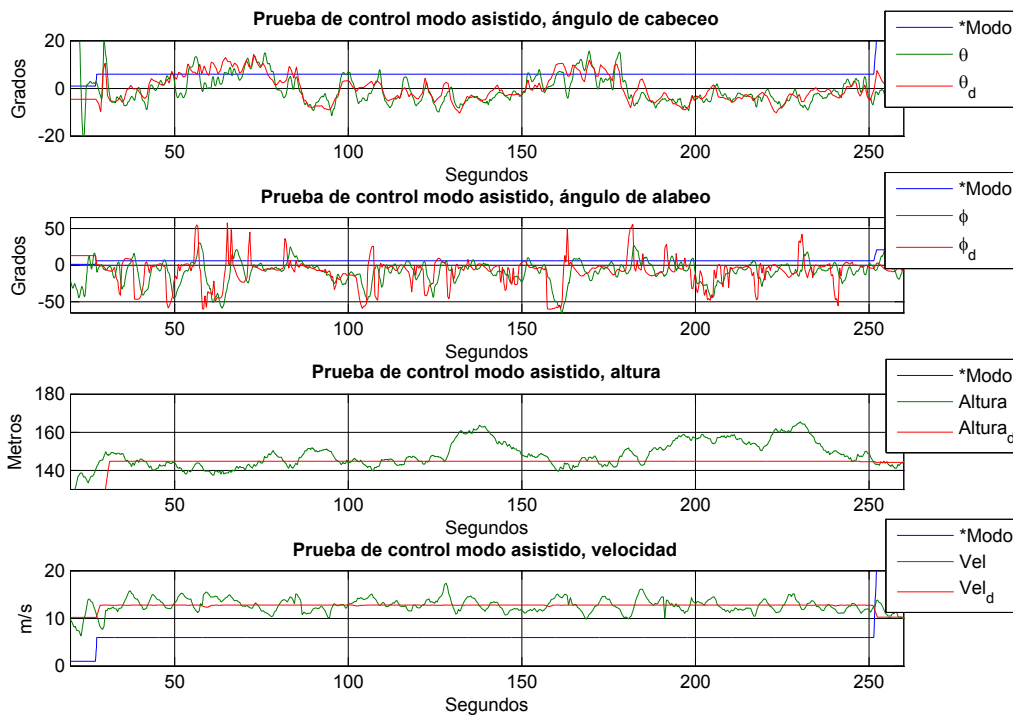 Prueba de control modo asistido, ángulo de cabeceo
20
0
-20
Grados
50
100
150
200
250
Segundos
*Modo
θ
θd
Prueba de control modo asistido, ángulo de alabeo
50
0
-50
Grados
50
100
150
200
250
Segundos
*Modo
ϕ
ϕd
Prueba de control modo asistido, altura
180
160
140
Metros
50
100
150
200
250
Segundos
*Modo
Altura
Alturad
Prueba de control modo asistido, velocidad
20
10
0
m/s
50
100
150
200
250
Segundos
*Modo
Vel
Veld